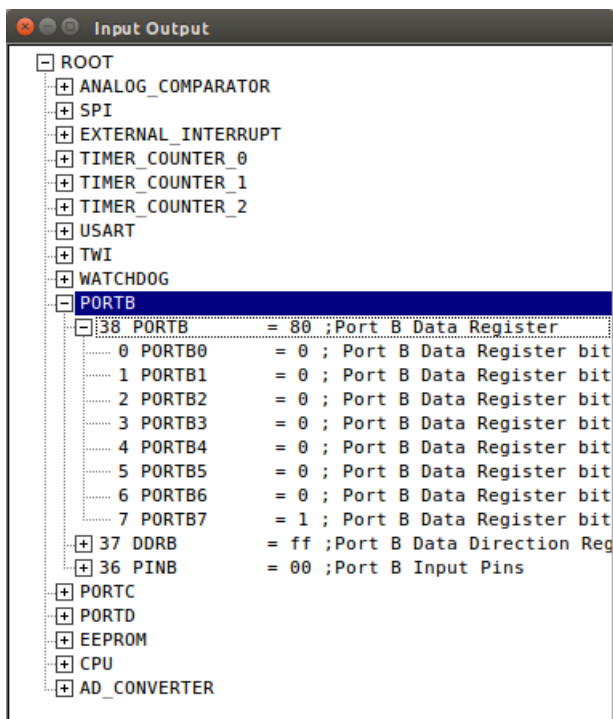 Input Output
ROOT
ANALOG_COMPARATOR
SPI
EXTERNAL_INTERRUPT
TIMER_COUNTER_0
TIMER_COUNTER_1
TIMER_COUNTER_2
USART
TWI
WATCHDOG
PORTB
38 PORTB = 80 ;Port B Data Register
0 PORTB0 = 0 ; Port B Data Register bit
1 PORTB1 = 0 ; Port B Data Register bit
2 PORTB2 = 0 ; Port B Data Register bit
3 PORTB3 = 0 ; Port B Data Register bit
4 PORTB4 = 0 ; Port B Data Register bit
5 PORTB5 = 0 ; Port B Data Register bit
6 PORTB6 = 0 ; Port B Data Register bit
7 PORTB7 = 1 ; Port B Data Register bit
37 DDRB = ff ;Port B Data Direction Reg
36 PINB = 00 ;Port B Input Pins
PORTC
PORTD
EEPROM
CPU
AD_CONVERTER